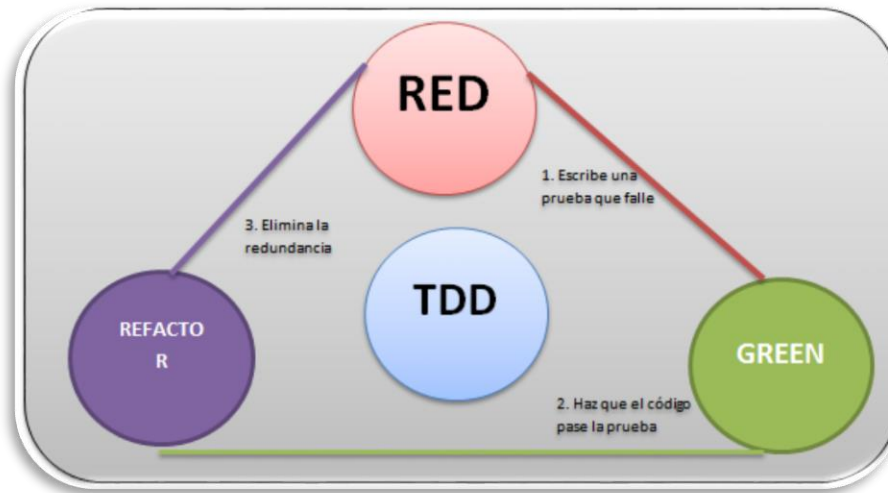 RED
1. Escribe una
prueba que falle
3. Elimina la
redundancia
TDD
REFACTO
R
GREEN
2. Haz que el código
pase la prueba